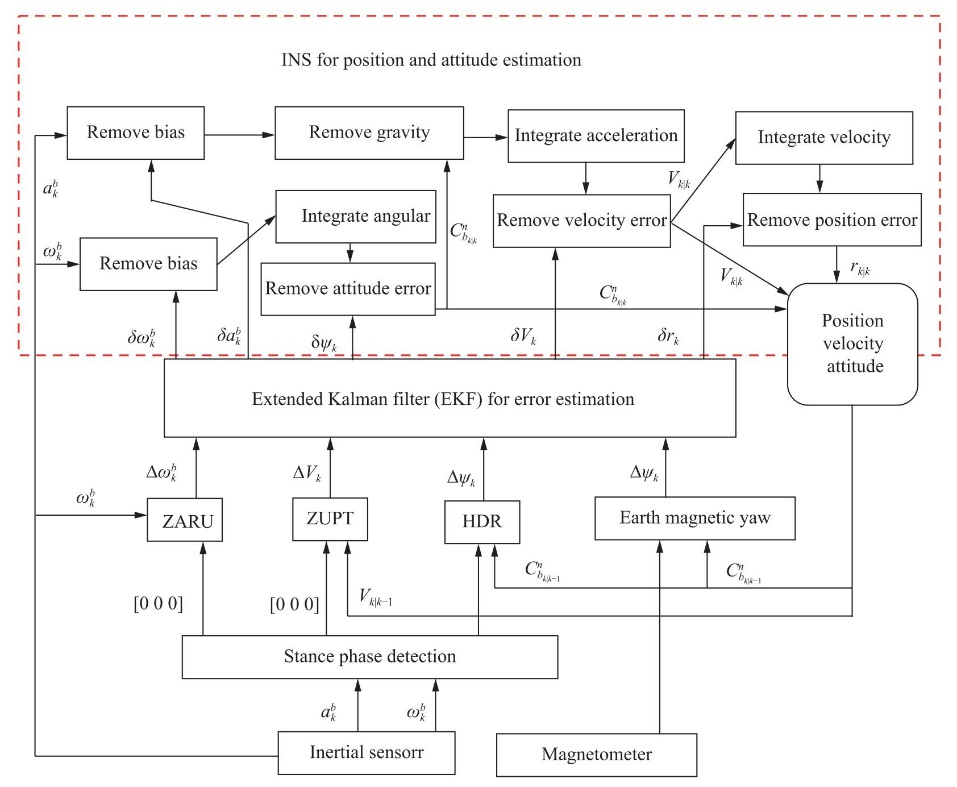 INS for position and attitude estimation
Remove bias
Remove gravity
Integrate acceleration
Integrate velocity
a_k^b
V_{k|k}
Integrate angular
Remove velocity error
Remove position error
C_{b_{k|k}}^n
ω_k^b
Remove bias
Remove attitude error
V_{k|k}
r_{k|k}
C_{b_{k|k}}^n
δω_k^b
δa_k^b
δψ_k
δV_k
δr_k
Position
velocity
attitude
Extended Kalman filter (EKF) for error estimation
Δω_k^b
ΔV_k
Δψ_k
Δψ_k
ω_k^b
ZARU
ZUPT
HDR
Earth magnetic yaw
C_{b_{k|k-1}}^n
C_{b_{k|k-1}}^n
[0 0 0]
[0 0 0]
V_{k|k-1}
Stance phase detection
a_k^b
ω_k^b
Inertial sensorr
Magnetometer